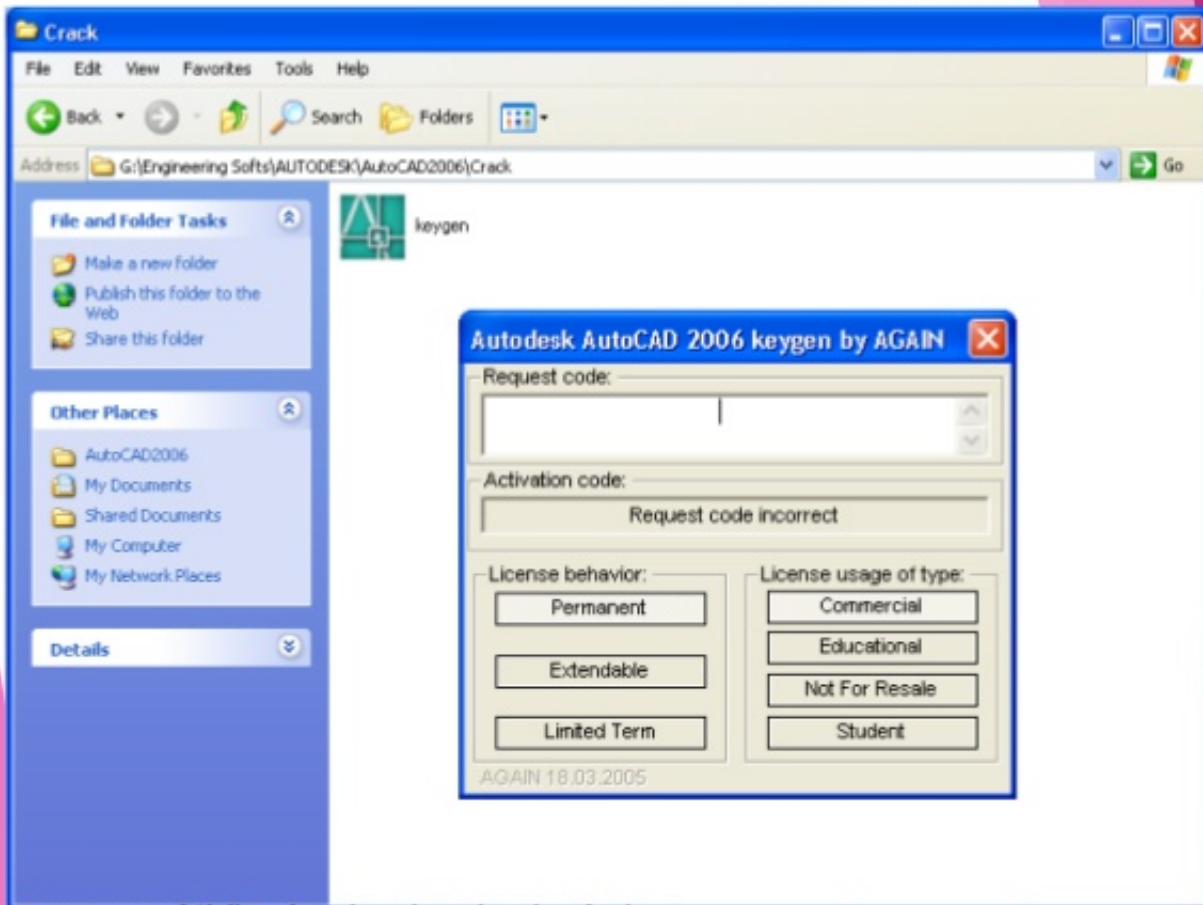 Crack
File Edit View Favorites Tools Help
Back Search Folders
Address G:\Engineering Softs\AUTODESK\AutoCAD2006\Crack Go
File and Folder Tasks
Make a new folder
Publish this folder to the
Web
Share this folder
Other Places
AutoCAD2006
My Documents
Shared Documents
My Computer
My Network Places
Details
keygen
Autodesk AutoCAD 2006 keygen by AGAIN
Request code:
Activation code:
Request code incorrect
License behavior:
Permanent
Extendable
Limited Term
License usage of type:
Commercial
Educational
Not For Resale
Student
AGAIN 18.03.2005